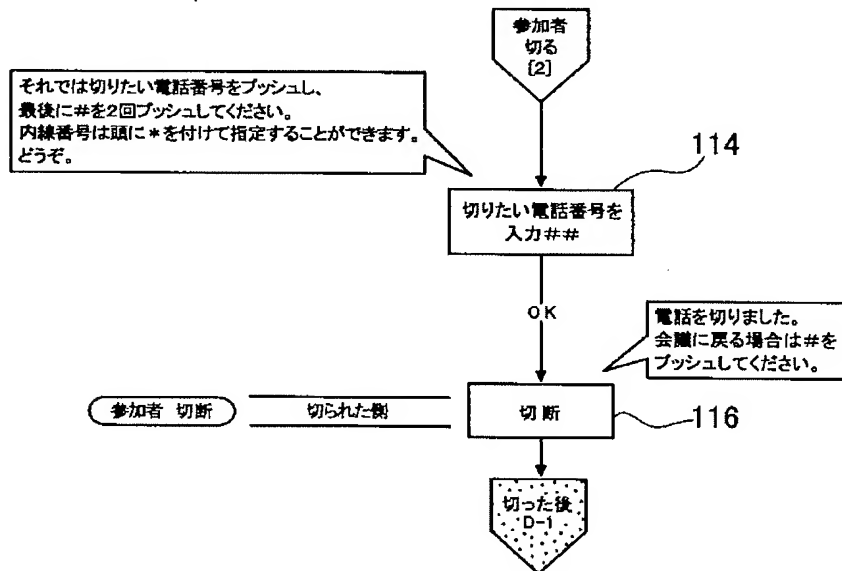 参加者
切る
[2]
それでは切りたい電話番号をプッシュし、
最後に#を2回プッシュしてください。
内線番号は頭に*を付けて指定することができます。
どうぞ。
114
切りたい電話番号を
入力##
OK
電話を切りました。
会議に戻る場合は#を
プッシュしてください。
参加者 切断
切られた側
切断
116
切った後
D-1